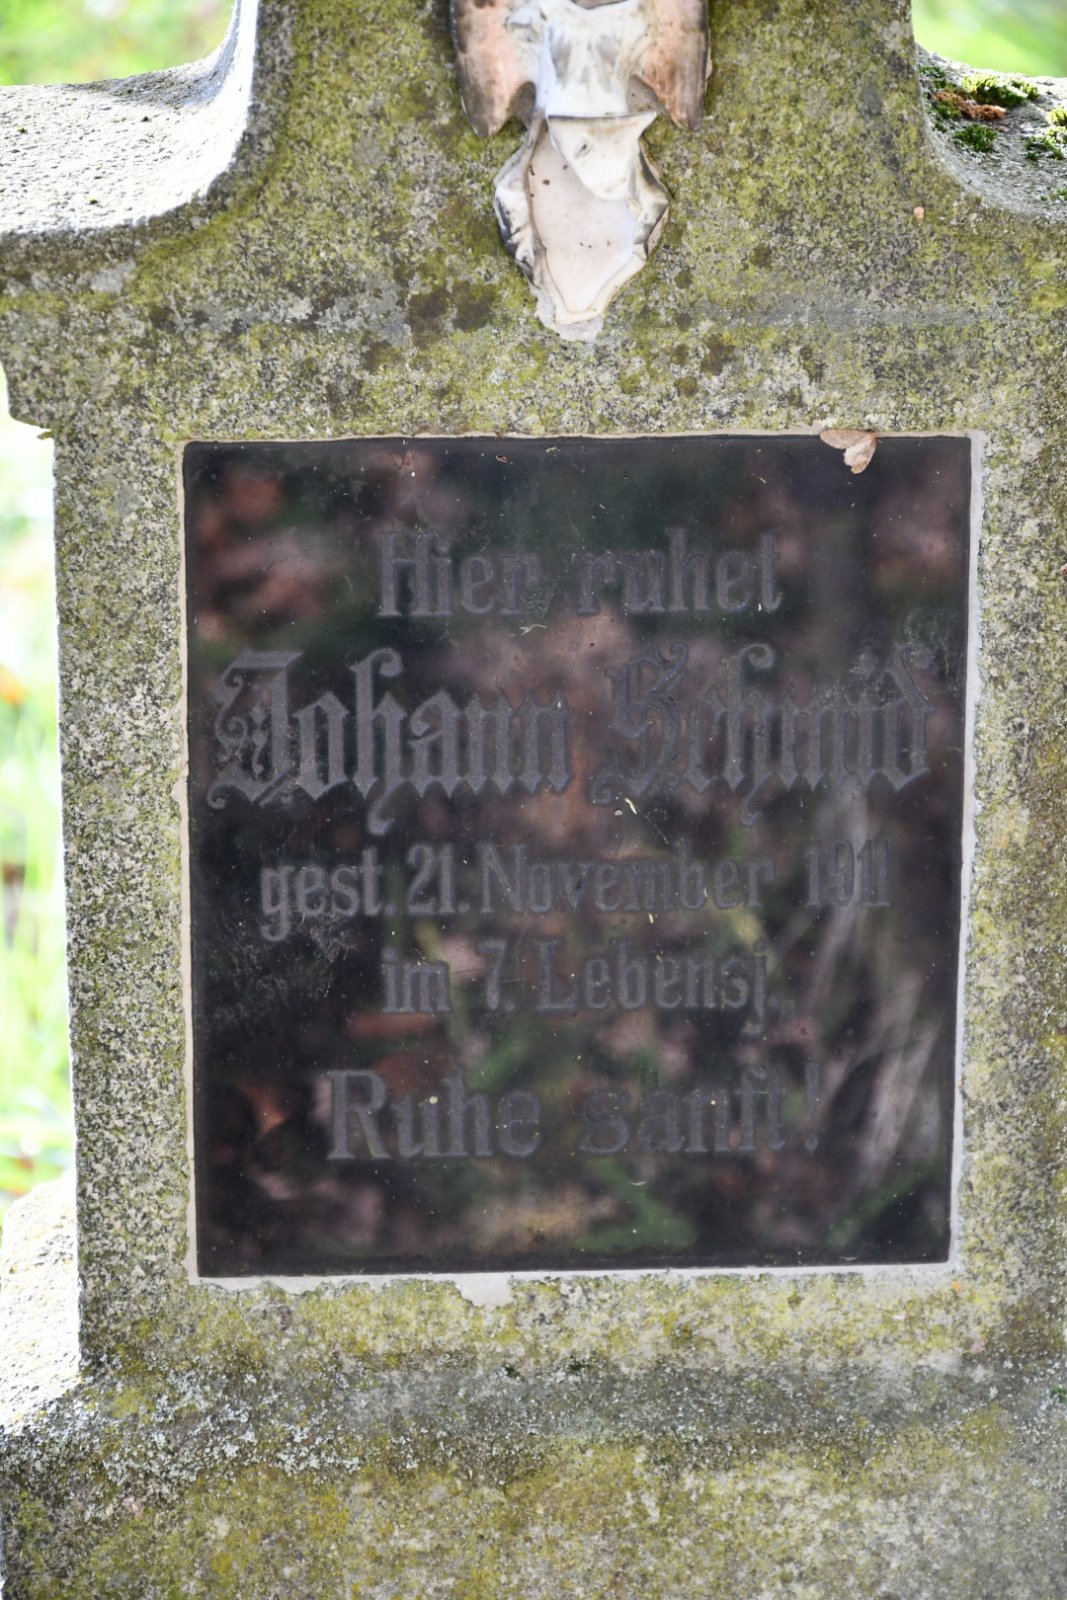 Hier ruhet
Johann Schmid
gest. 21. November 1911
im 7. Lebensj.
Ruhe sanft!